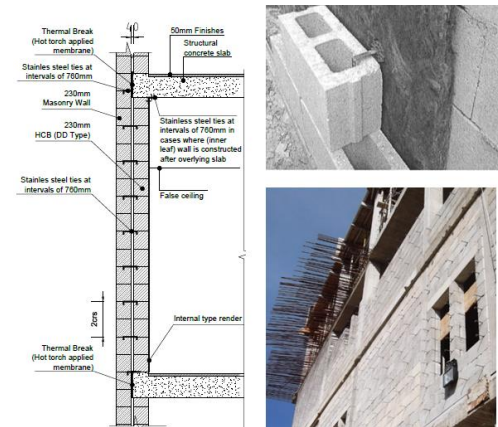 40
Thermal Break
(Hot torch applied
membrane)
50mm Finishes
Structural
concrete slab
Stainles steel ties at
intervals of 760mm
230mm
Masonry Wall
230mm
HCB (DD Type)
Stainless steel ties at
intervals of 760mm in
cases where (inner
leaf) wall is constructed
after overlying slab
Stainles steel ties at
intervals of 760mm
False ceiling
2crs
Internal type render
Thermal Break
(Hot torch applied
membrane)